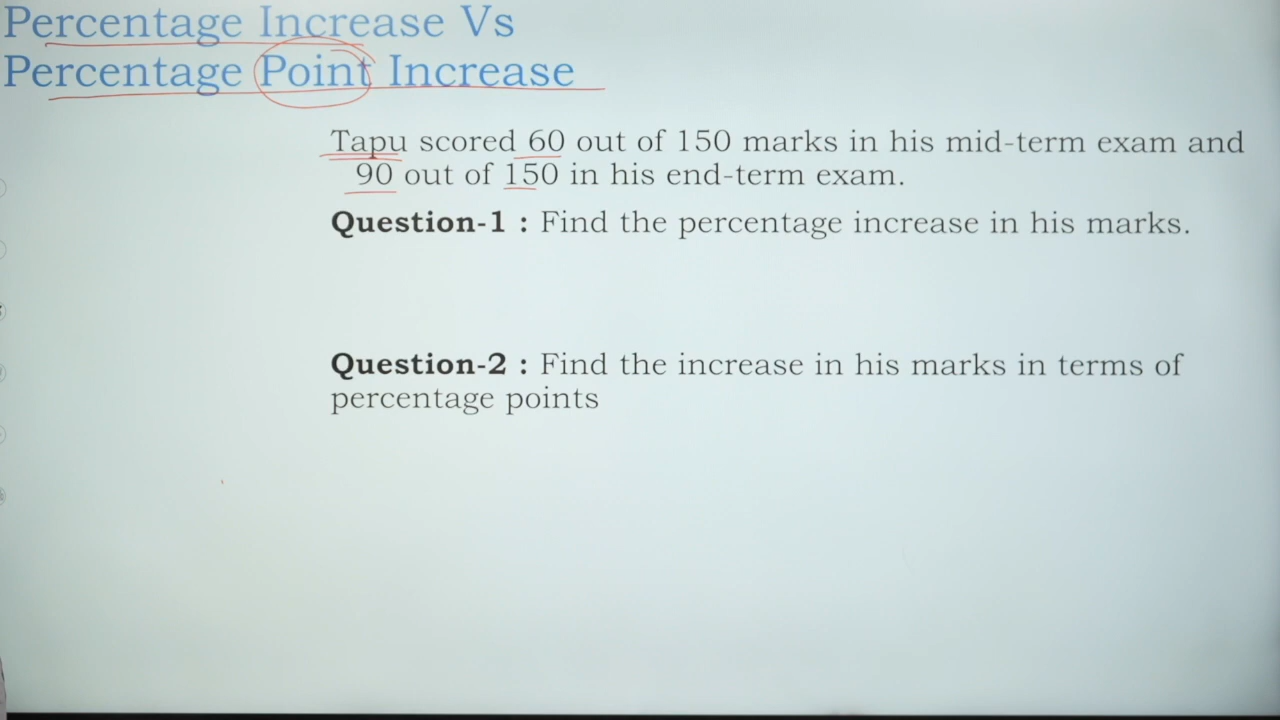 Percentage Increase Vs
Percentage Point Increase
Tapu scored 60 out of 150 marks in his mid-term exam and
90 out of 150 in his end-term exam.
Question-1 : Find the percentage increase in his marks.
Question-2 : Find the increase in his marks in terms of
percentage points